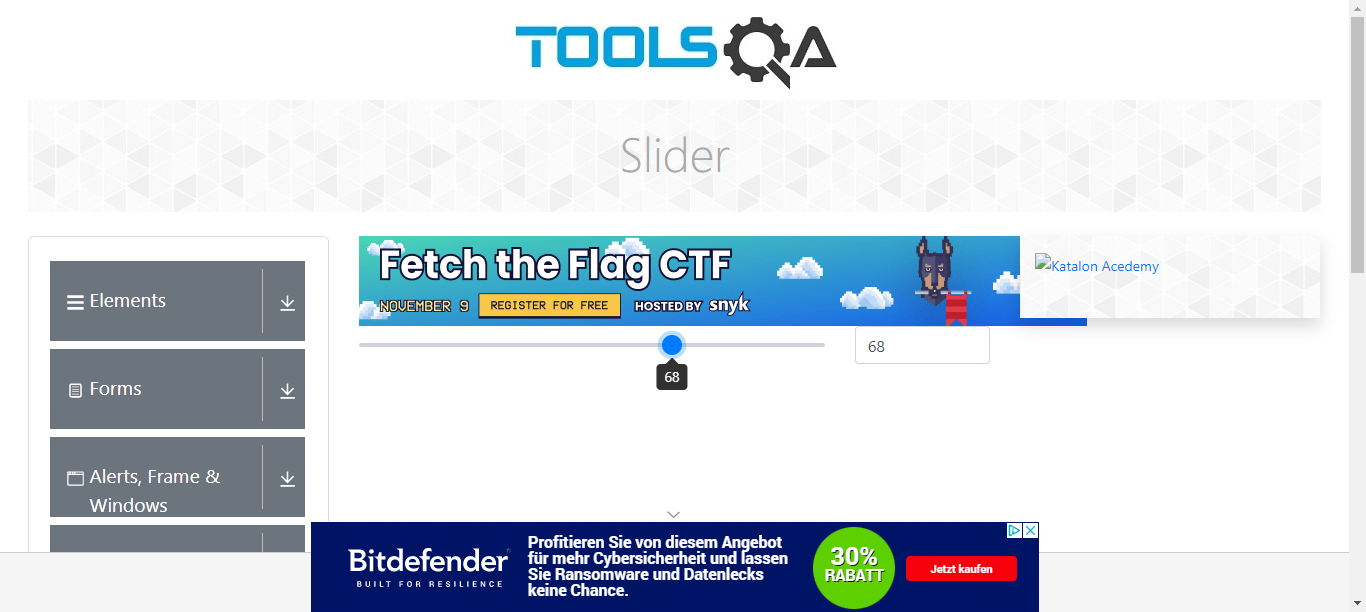 TOOLSQA
Slider
Elements
Forms
Alerts, Frame &
Windows
Fetch the Flag CTF
NOVEMBER 9
REGISTER FOR FREE
HOSTED BY snyk
Katalon Acedemy
68
68
Bitdefender
BUILT FOR RESILIENCE
Profitieren Sie von diesem Angebot
für mehr Cybersicherheit und lassen
Sie Ransomware und Datenlecks
keine Chance.
30%
RABATT
Jetzt kaufen